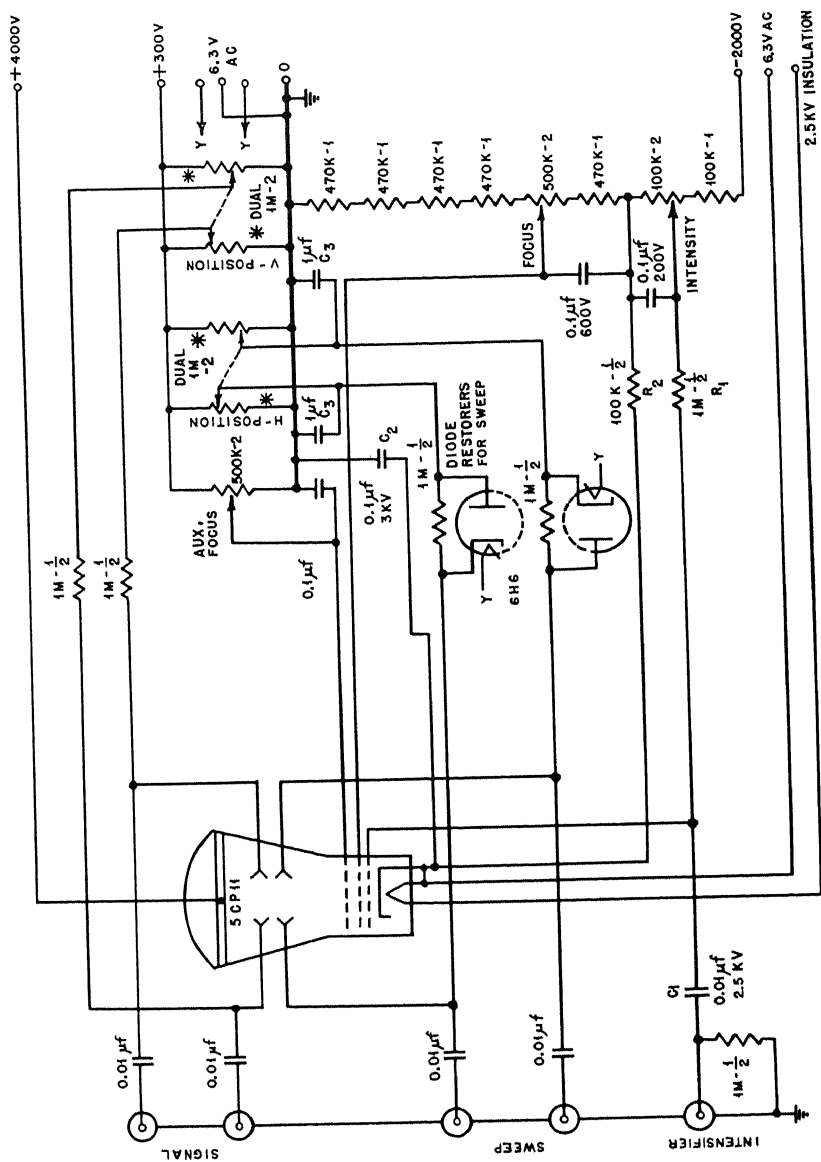 +4000V
+300V
Y
6.3V
AC
Y
0
*
DUAL
1M-2
*
V-POSITION
DUAL
1M
-2
*
*
H-POSITION
500K-2
AUX.
FOCUS
1µf
C3
1µf
C3
0.1µf
C2
0.1µf
3KV
470K-1
470K-1
470K-1
470K-1
500K-2
470K-1
100K-2
100K-1
FOCUS
INTENSITY
0.1µf
600V
0.1µf
200V
-2000V
6.3V AC
2.5KV INSULATION
1M-1/2
1M-1/2
1M-1/2
DIODE
RESTORERS
FOR SWEEP
Y
6H6
1M-1/2
Y
100K-1/2
R2
1M-1/2
R1
5CP11
0.01µf
0.01µf
0.01µf
0.01µf
C1
0.01µf
2.5KV
1M-1/2
SIGNAL
SWEEP
INTENSIFIER